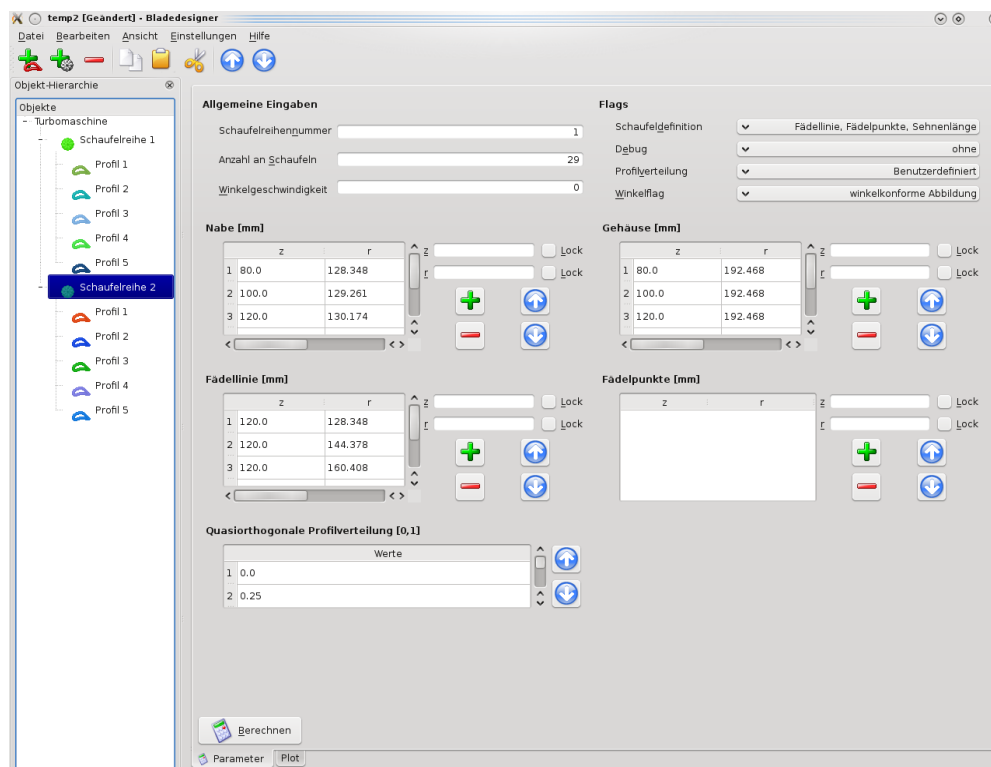 temp2 [Geändert] - Bladedesigner
Datei Bearbeiten Ansicht Einstellungen Hilfe
Objekt-Hierarchie
Objekte
Turbomaschine
Schaufelreihe 1
Profil 1
Profil 2
Profil 3
Profil 4
Profil 5
Schaufelreihe 2
Profil 1
Profil 2
Profil 3
Profil 4
Profil 5
Allgemeine Eingaben
Schaufelreihennummer 1
Anzahl an Schaufeln 29
Winkelgeschwindigkeit 0
Flags
Schaufeldefinition Fädellinie, Fädelpunkte, Sehnenlänge
Debug ohne
Profilverteilung Benutzerdefiniert
Winkelflag winkelkonforme Abbildung
Nabe [mm]
z r
1 80.0 128.348
2 100.0 129.261
3 120.0 130.174
z Lock
r Lock
Gehäuse [mm]
z r
1 80.0 192.468
2 100.0 192.468
3 120.0 192.468
z Lock
r Lock
Fädellinie [mm]
z r
1 120.0 128.348
2 120.0 144.378
3 120.0 160.408
z Lock
r Lock
Fädelpunkte [mm]
z r
z Lock
r Lock
Quasiorthogonale Profilverteilung [0,1]
Werte
1 0.0
2 0.25
Berechnen
Parameter Plot